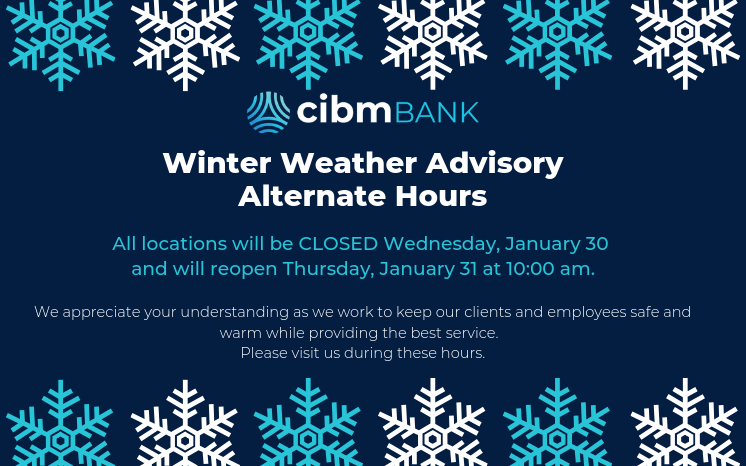 cibm BANK
Winter Weather Advisory
Alternate Hours
All locations will be CLOSED Wednesday, January 30
and will reopen Thursday, January 31 at 10:00 am.
We appreciate your understanding as we work to keep our clients and employees safe and
warm while providing the best service.
Please visit us during these hours.